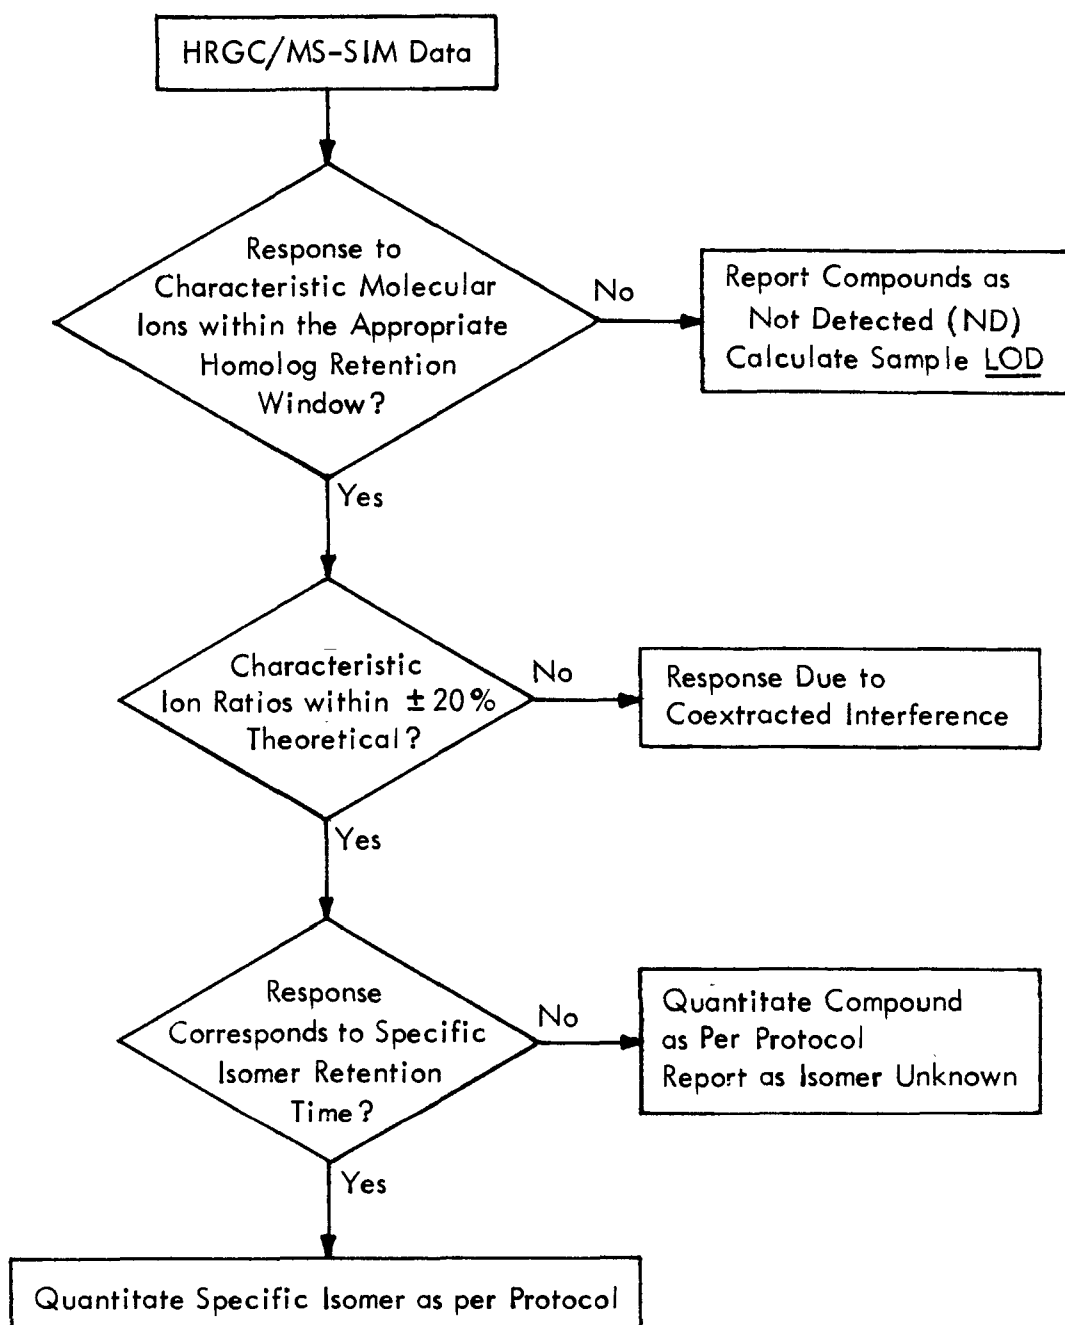 HRGC/MS-SIM Data
Response to
Characteristic Molecular
Ions within the Appropriate
Homolog Retention
Window?
No
Report Compounds as
Not Detected (ND)
Calculate Sample LOD
Yes
Characteristic
Ion Ratios within ±20%
Theoretical?
No
Response Due to
Coextracted Interference
Yes
Response
Corresponds to Specific
Isomer Retention
Time?
No
Quantitate Compound
as Per Protocol
Report as Isomer Unknown
Yes
Quantitate Specific Isomer as per Protocol